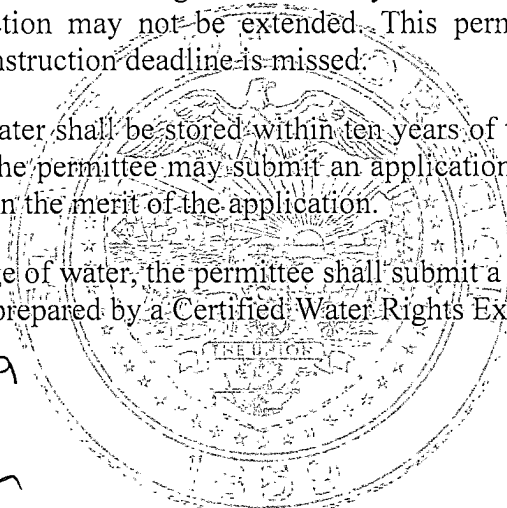 ction may not be extended. This perm
nstruction deadline is missed.
ater shall be stored within ten years of
he permittee may submit an application
n the merit of the application.
ge of water, the permittee shall submit a
prepared by a Certified Water Rights Ex
THE UNION
1859